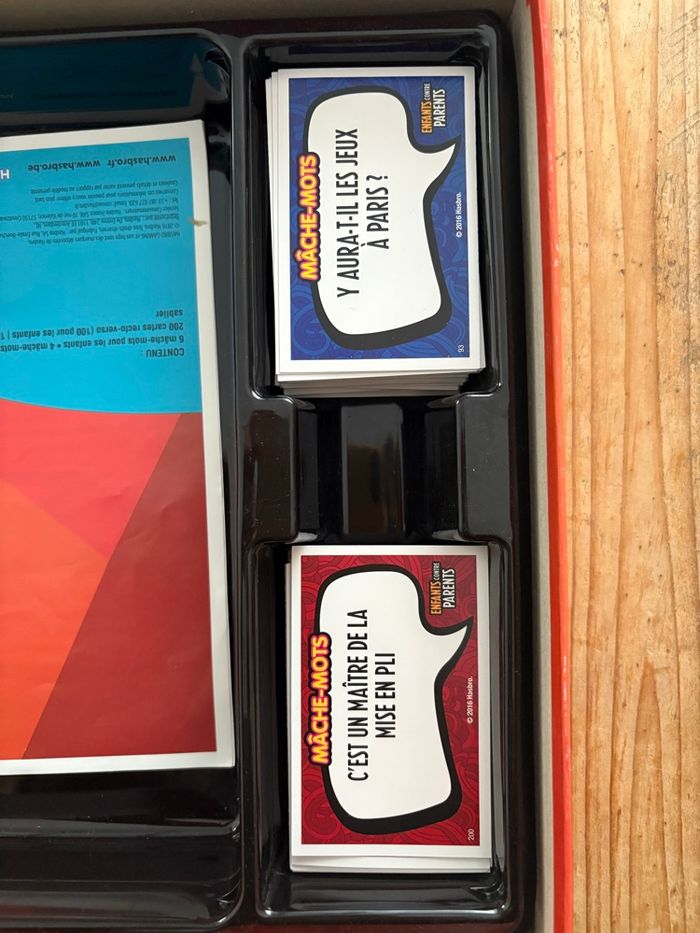 MÂCHE-MOTS
Y AURA-T-IL LES JEUX
À PARIS ?
ENFANTS CONTRE
PARENTS
© 2016 Hasbro.
93
MÂCHE-MOTS
C'EST UN MAÎTRE DE LA
MISE EN PLI
ENFANTS CONTRE
PARENTS
© 2016 Hasbro.
200
CONTENU :
6 mâche-mots pour les enfants * 4 mâche-mots
200 cartes recto-verso (100 pour les enfants
sablier
www.hasbro.fr www.hasbro.be